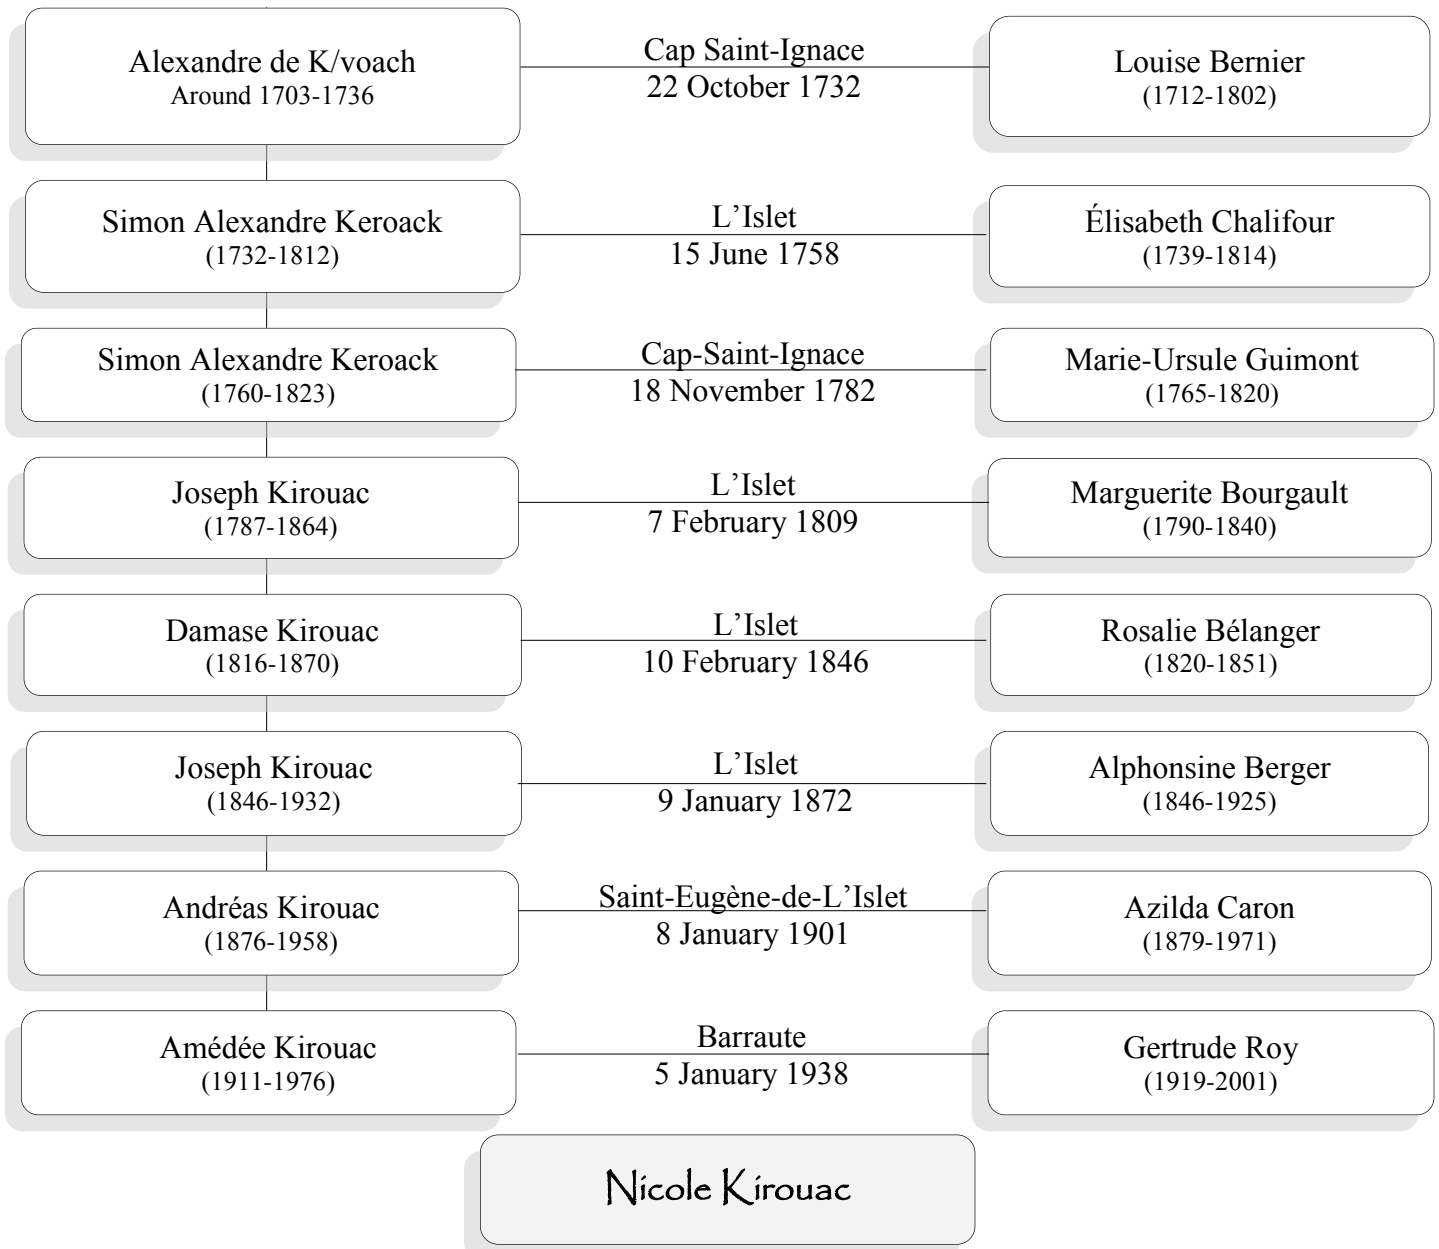 Alexandre de K/voach
Around 1703-1736
Cap Saint-Ignace
22 October 1732
Louise Bernier
(1712-1802)
Simon Alexandre Keroack
(1732-1812)
L’Islet
15 June 1758
Élisabeth Chalifour
(1739-1814)
Simon Alexandre Keroack
(1760-1823)
Cap-Saint-Ignace
18 November 1782
Marie-Ursule Guimont
(1765-1820)
Joseph Kirouac
(1787-1864)
L’Islet
7 February 1809
Marguerite Bourgault
(1790-1840)
Damase Kirouac
(1816-1870)
L’Islet
10 February 1846
Rosalie Bélanger
(1820-1851)
Joseph Kirouac
(1846-1932)
L’Islet
9 January 1872
Alphonsine Berger
(1846-1925)
Andréas Kirouac
(1876-1958)
Saint-Eugène-de-L’Islet
8 January 1901
Azilda Caron
(1879-1971)
Amédée Kirouac
(1911-1976)
Barraute
5 January 1938
Gertrude Roy
(1919-2001)
Nicole Kirouac